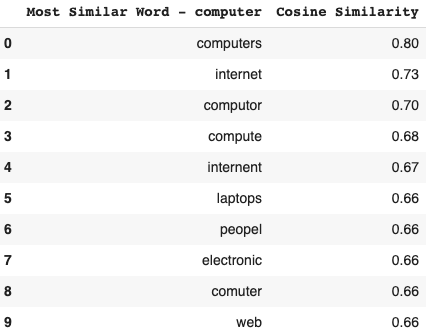 Most Similar Word - computer Cosine Similarity
0 computers 0.80
1 internet 0.73
2 computor 0.70
3 compute 0.68
4 internent 0.67
5 laptops 0.66
6 peopel 0.66
7 electronic 0.66
8 comuter 0.66
9 web 0.66